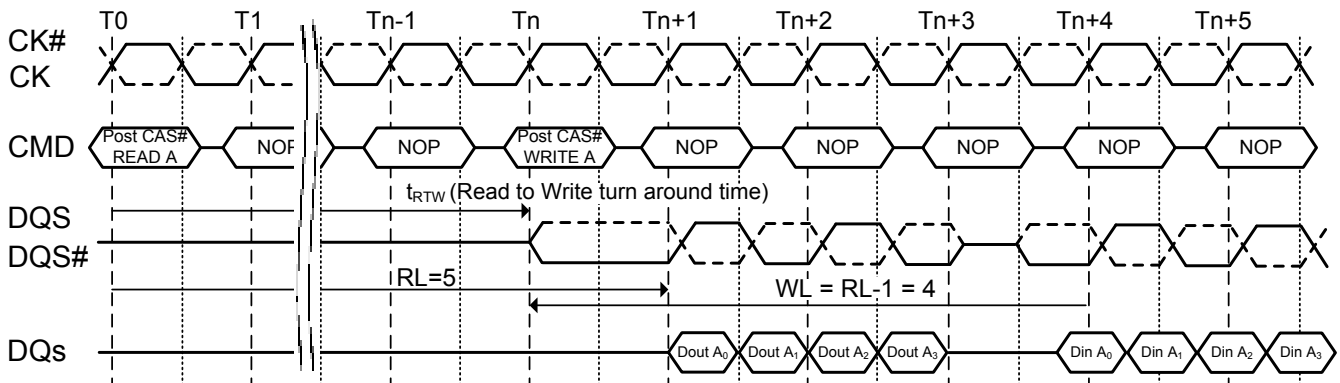 T0 T1 Tn-1 Tn Tn+1 Tn+2 Tn+3 Tn+4 Tn+5
CK#
CK
CMD
Post CAS#
READ A
NOP
NOP
Post CAS#
WRITE A
NOP
NOP
NOP
NOP
NOP
tRTW (Read to Write turn around time)
DQS
DQS#
RL=5
WL = RL-1 = 4
DQs
Dout A0 Dout A1 Dout A2 Dout A3 Din A0 Din A1 Din A2 Din A3